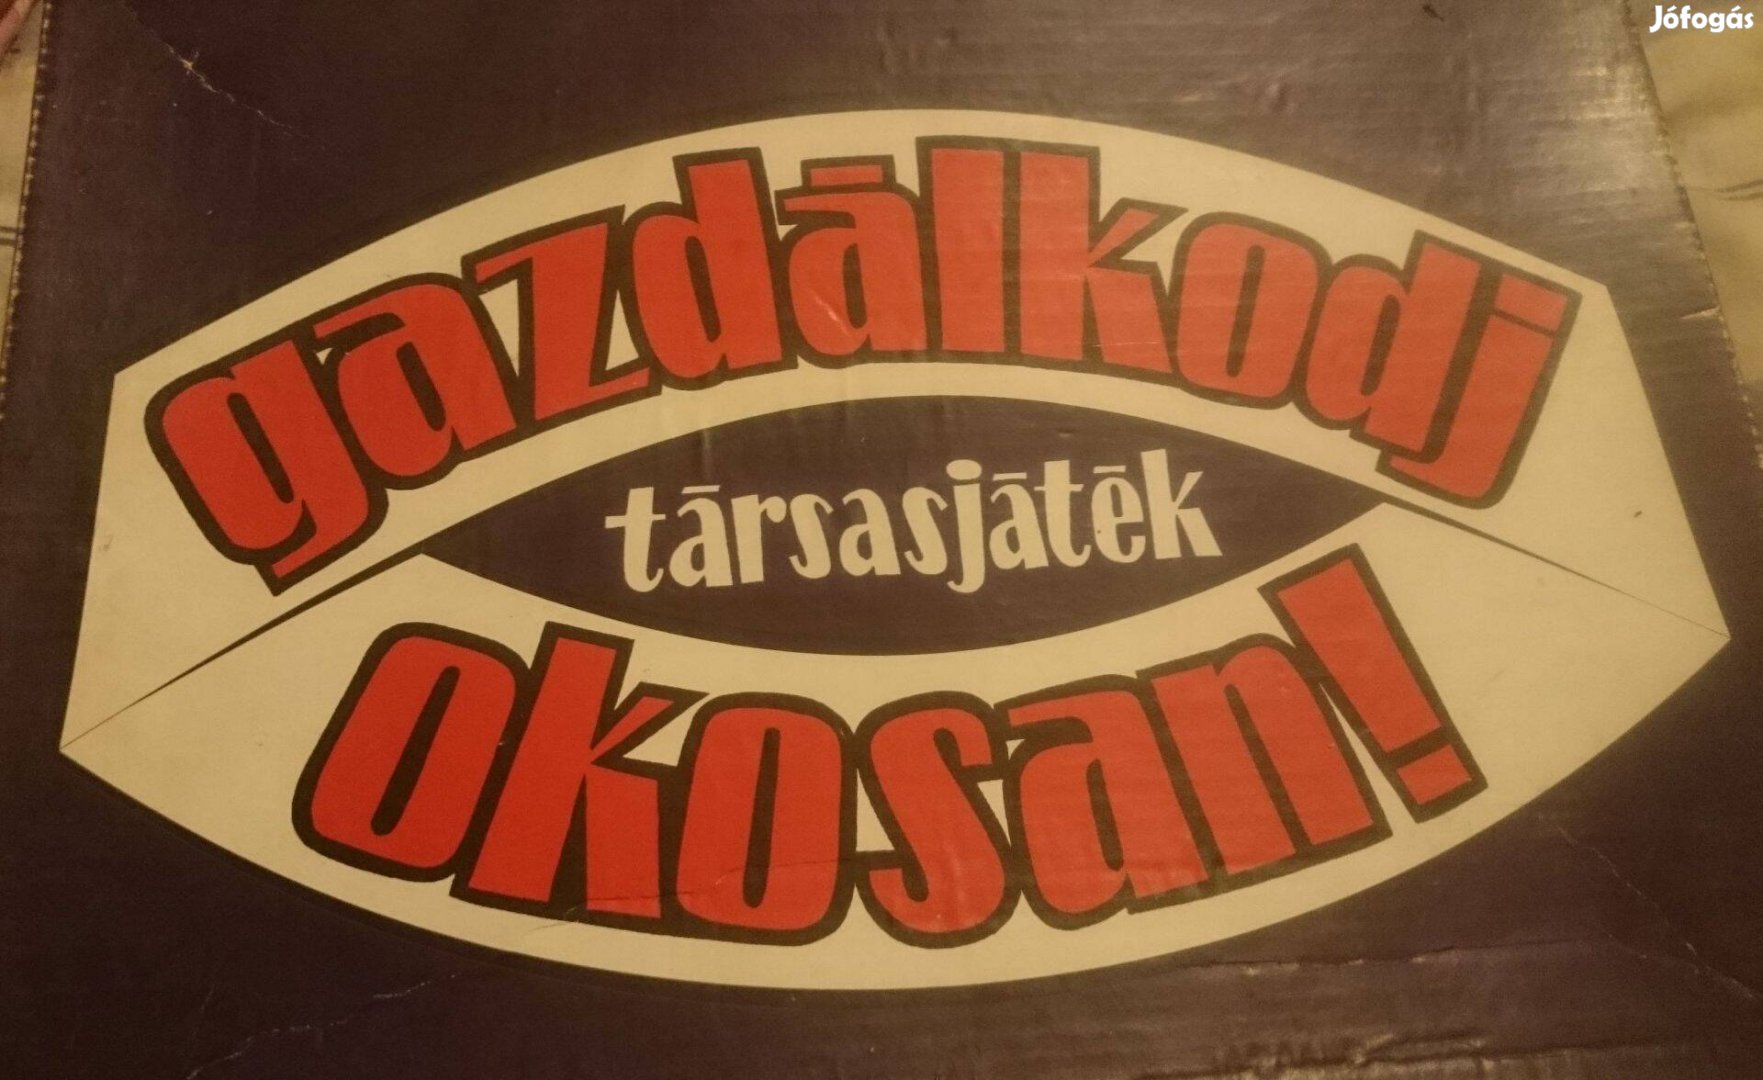 Jófogás
gazdálkodj
társasjáték
okosan!